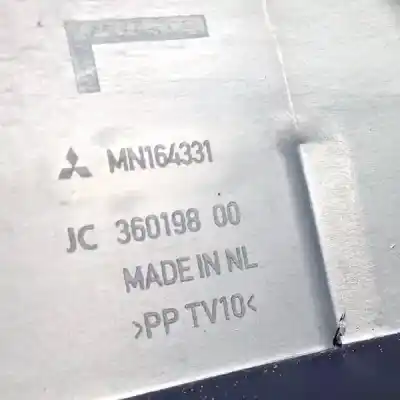 MN164331
JC 360198 00
MADE IN NL
>PP TV10<